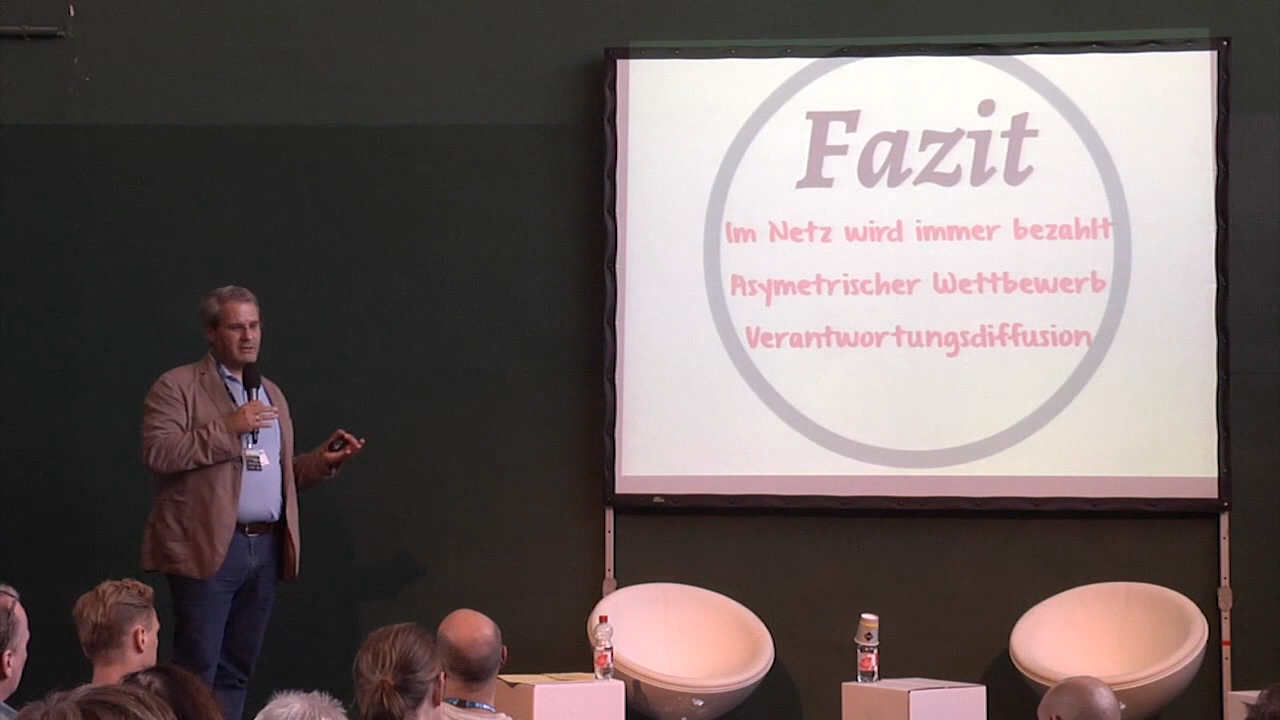 Fazit
Im Netz wird immer bezahlt
Asymetrischer Wettbewerb
Verantwortungsdiffusion